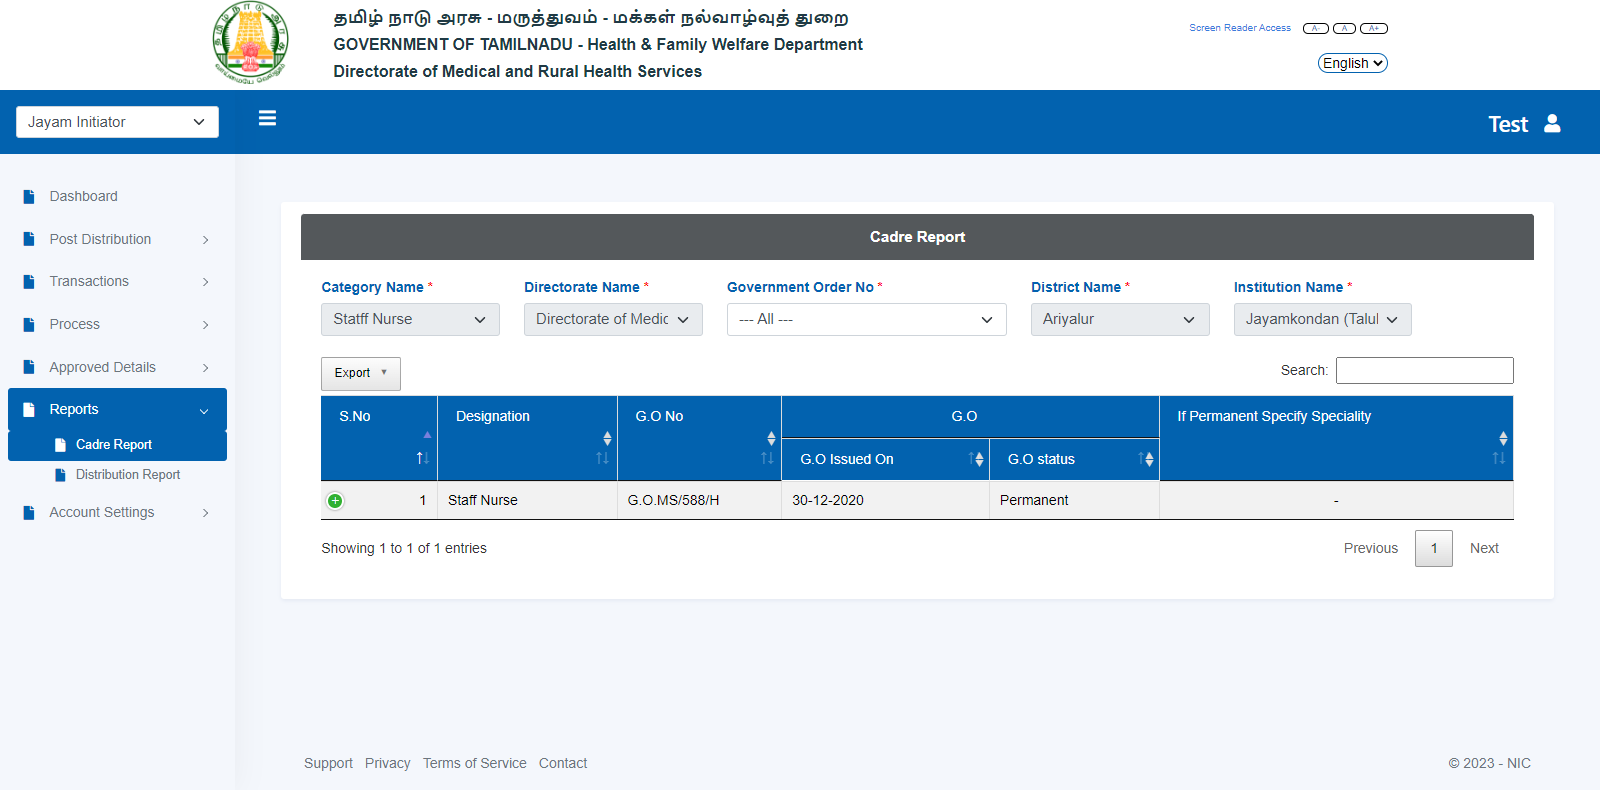 தமிழ் நாடு அரசு - மருத்துவம் - மக்கள் நல்வாழ்வுத் துறை
GOVERNMENT OF TAMILNADU - Health & Family Welfare Department
Directorate of Medical and Rural Health Services
Screen Reader Access A- A A+
English
Jayam Initiator
Test
Dashboard
Post Distribution
Transactions
Process
Approved Details
Reports
Cadre Report
Distribution Report
Account Settings
Cadre Report
Category Name * Directorate Name * Government Order No * District Name * Institution Name *
Statff Nurse Directorate of Medic --- All --- Ariyalur Jayamkondan (Talul
Export Search:
S.No Designation G.O No G.O If Permanent Specify Speciality
G.O Issued On G.O status
1 Staff Nurse G.O.MS/588/H 30-12-2020 Permanent -
Showing 1 to 1 of 1 entries Previous 1 Next
Support Privacy Terms of Service Contact © 2023 - NIC